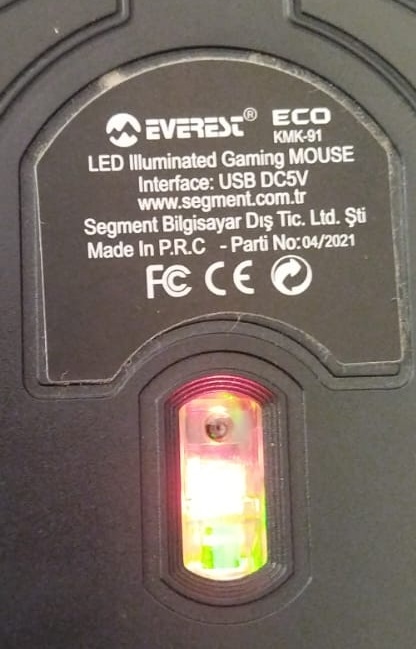 EVEREST® ECO
KMK-91
LED Illuminated Gaming MOUSE
Interface: USB DC5V
www.segment.com.tr
Segment Bilgisayar Dış Tic. Ltd. Şti
Made In P.R.C - Parti No: 04/2021
FC CE